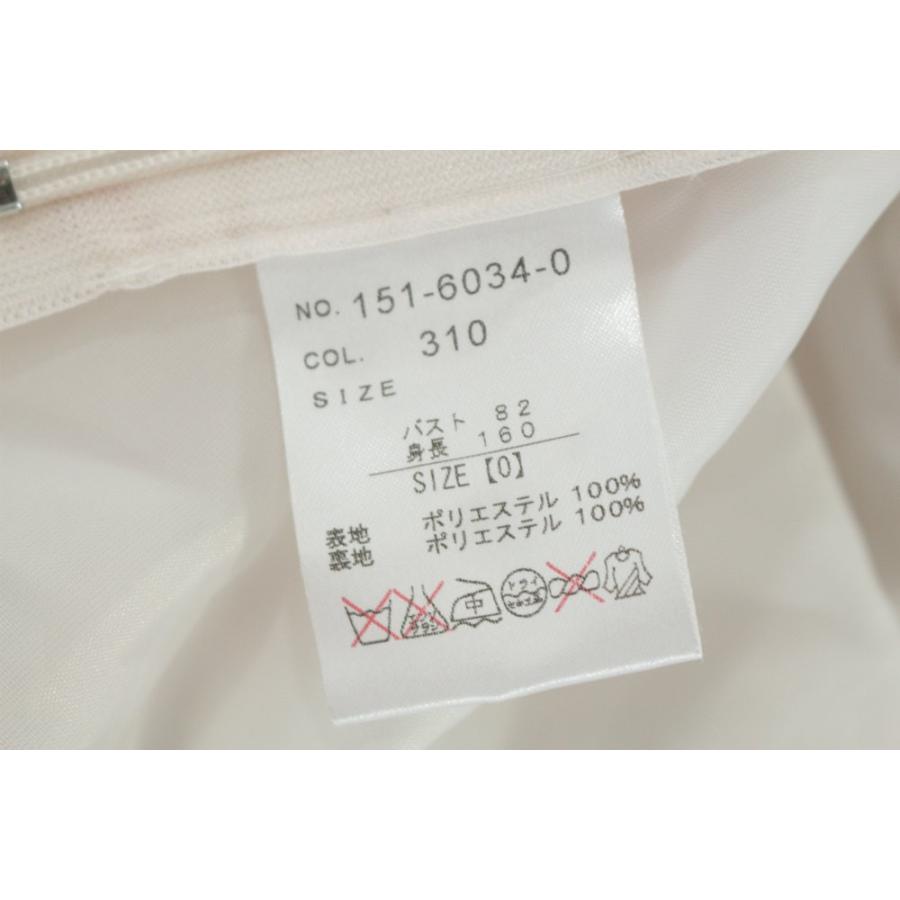 NO. 151-6034-0
COL. 310
SIZE
バスト 82
身長 160
SIZE【0】
表地 ポリエステル 100%
裏地 ポリエステル 100%
中 ドライ